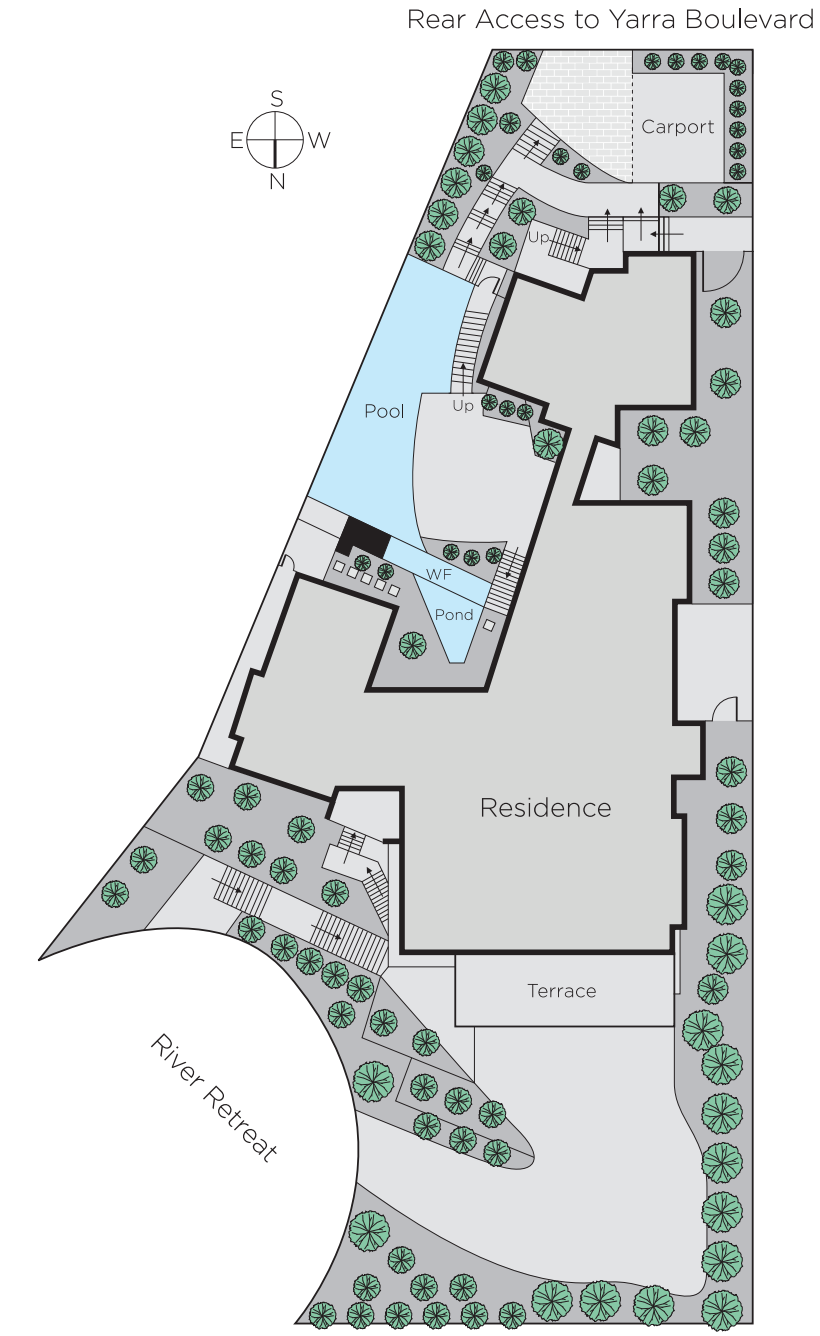 Rear Access to Yarra Boulevard
S
E W
N
Carport
Up
Pool
Up
WF
Pond
Residence
Terrace
River Retreat